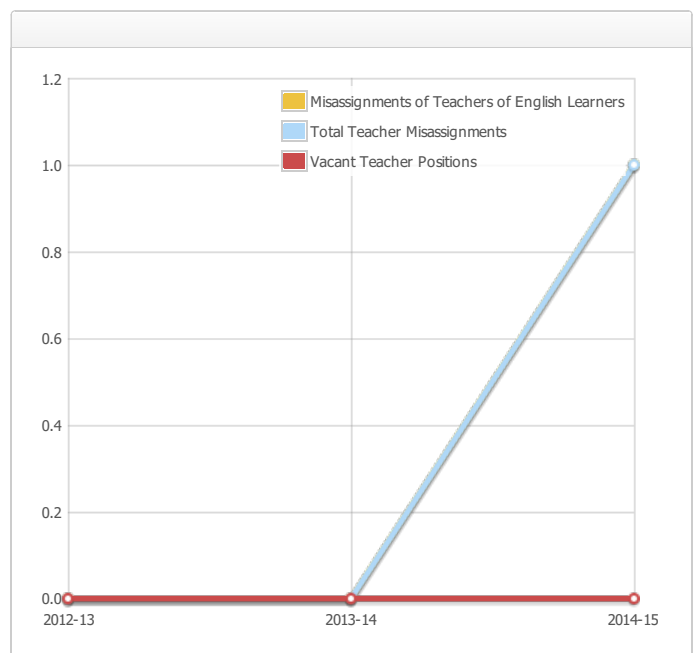 1.2
Misassignments of Teachers of English Learners
Total Teacher Misassignments
1.0
Vacant Teacher Positions
0.8
0.6
0.4
0.2
0.0
2012-13 2013-14 2014-15